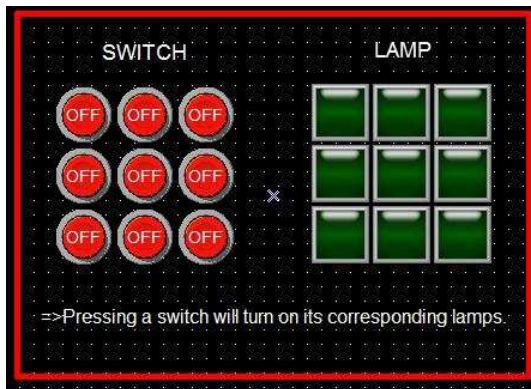 SWITCH LAMP
OFF OFF OFF
OFF OFF OFF
OFF OFF OFF
=>Pressing a switch will turn on its corresponding lamps.